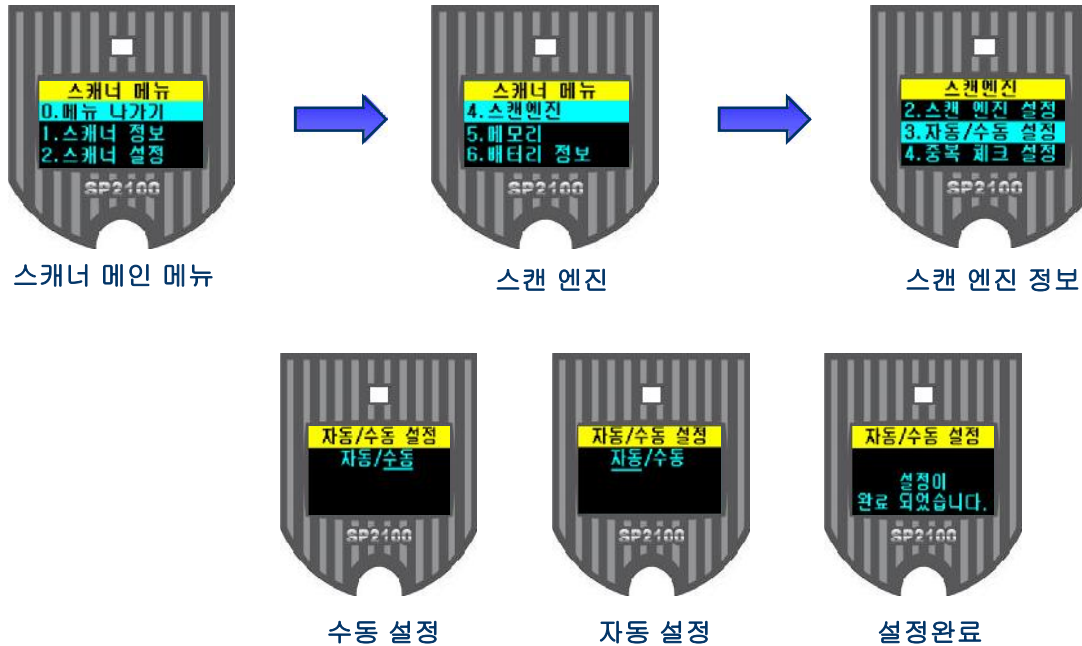 스캐너 메뉴
0.메뉴 나가기
1.스캐너 정보
2.스캐너 설정
SP2100
스캐너 메인 메뉴
스캐너 메뉴
4.스캔엔진
5.메모리
6.배터리 정보
SP2100
스캔 엔진
스캔엔진
2.스캔 엔진 설정
3.자동/수동 설정
4.중복 체크 설정
SP2100
스캔 엔진 정보
자동/수동 설정
자동/수동
SP2100
수동 설정
자동/수동 설정
자동/수동
SP2100
자동 설정
자동/수동 설정
설정이
완료 되었습니다.
SP2100
설정완료